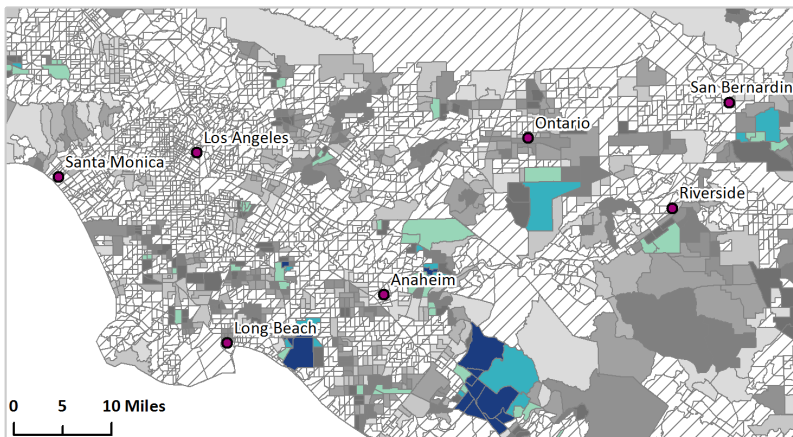 San Bernardin
Ontario
Los Angeles
Santa Monica
Riverside
Anaheim
Long Beach
0 5 10 Miles